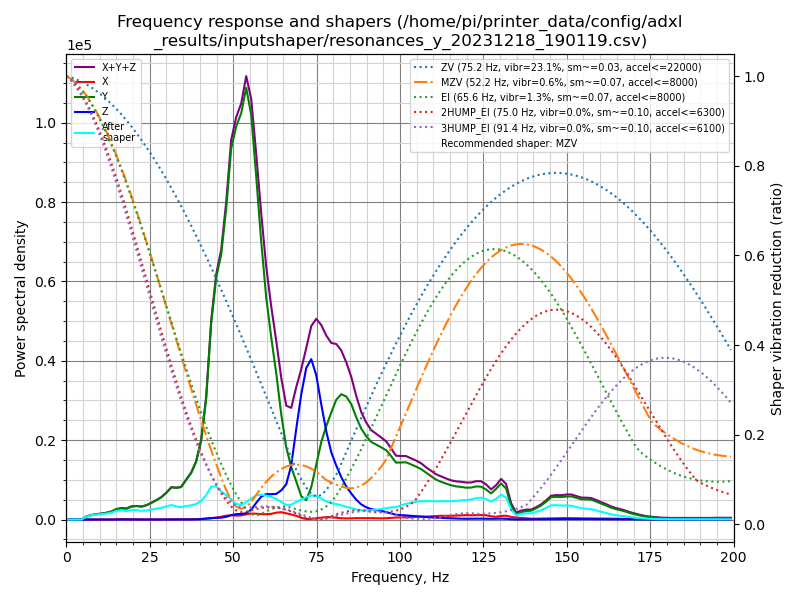 Frequency response and shapers (/home/pi/printer_data/config/adxl
_results/inputshaper/resonances_y_20231218_190119.csv)
1e5
X+Y+Z
X
Y
Z
After
shaper
ZV (75.2 Hz, vibr=23.1%, sm~=0.03, accel<=22000)
MZV (52.2 Hz, vibr=0.6%, sm~=0.07, accel<=8000)
EI (65.6 Hz, vibr=1.3%, sm~=0.07, accel<=8000)
2HUMP_EI (75.0 Hz, vibr=0.0%, sm~=0.10, accel<=6300)
3HUMP_EI (91.4 Hz, vibr=0.0%, sm~=0.10, accel<=6100)
Recommended shaper: MZV
Power spectral density
1.0
0.8
0.6
0.4
0.2
0.0
1.0
0.8
0.6
0.4
0.2
0.0
Shaper vibration reduction (ratio)
0 25 50 75 100 125 150 175 200
Frequency, Hz